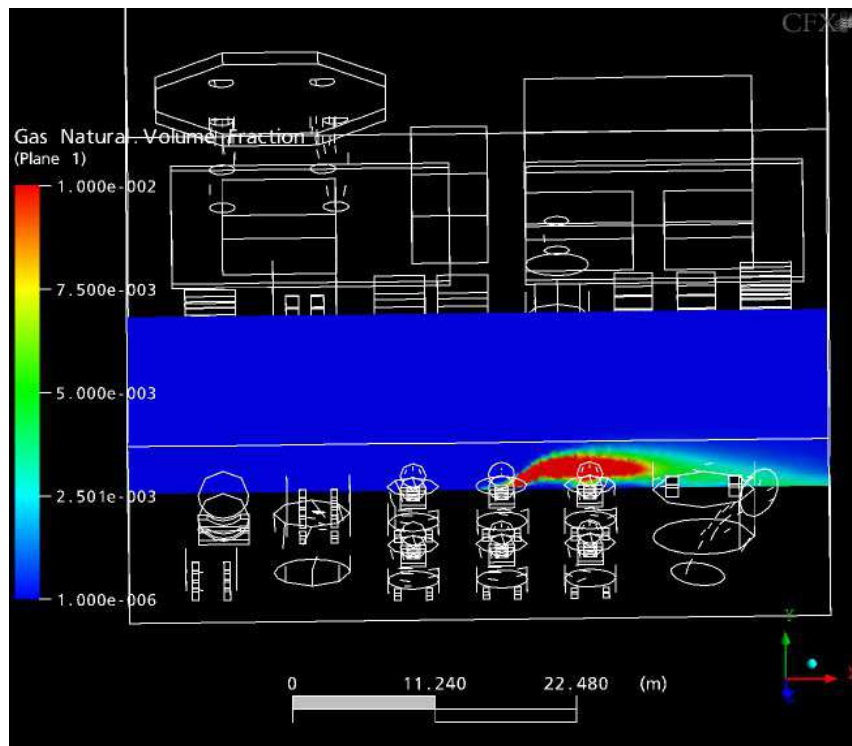 CFX
Gas Natural.Volume Fraction
(Plane 1)
1.000e-002
7.500e-003
5.000e-003
2.501e-003
1.000e-006
Y
X
0 11.240 22.480 (m)